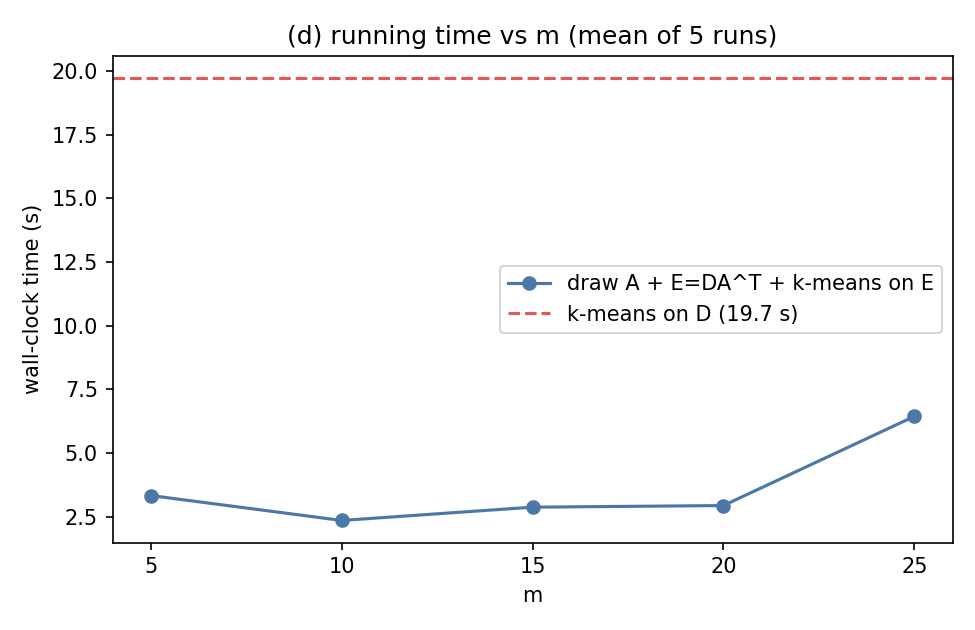 (d) running time vs m (mean of 5 runs)
20.0
17.5
15.0
12.5
10.0
7.5
5.0
2.5
wall-clock time (s)
draw A + E=DA^T + k-means on E
k-means on D (19.7 s)
5 10 15 20 25
m